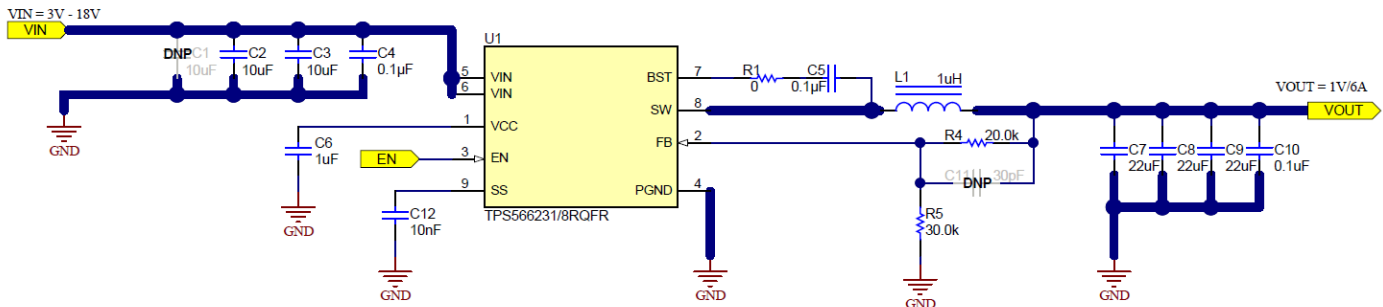 VIN = 3V - 18V
VIN
DNP
C1
10uF
C2
10uF
C3
10uF
C4
0.1µF
GND
U1
5
VIN
6
VIN
1
VCC
3
EN
9
SS
BST
7
SW
8
FB
2
PGND
4
TPS566231/8RQFR
C6
1uF
GND
EN
C12
10nF
GND
GND
R1
0
C5
0.1µF
L1
1uH
R4
20.0k
C11
DNP
30pF
R5
30.0k
GND
VOUT = 1V/6A
VOUT
C7
22uF
C8
22uF
C9
22uF
C10
0.1uF
GND